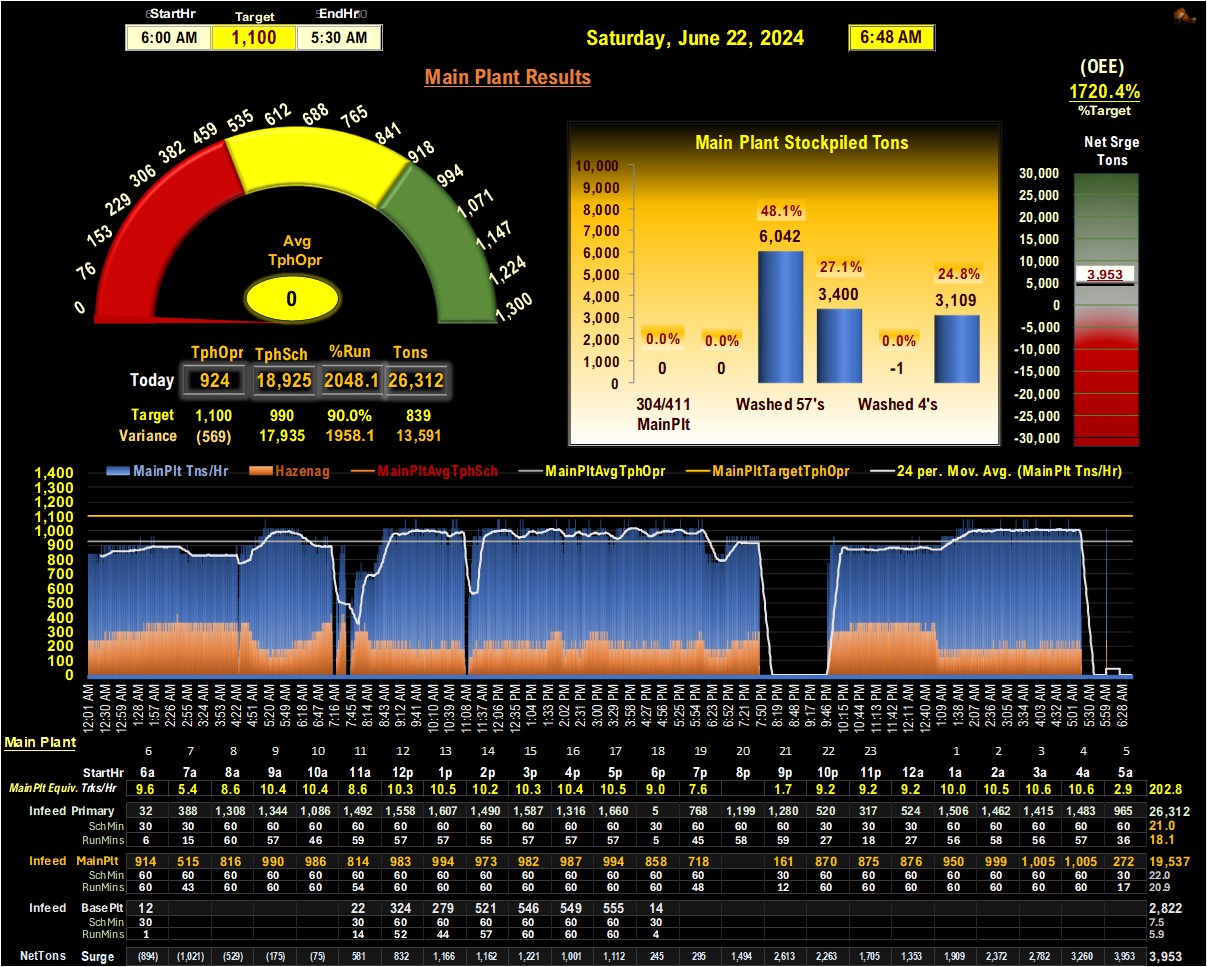 StartHr Target EndHr
6:00 AM 1,100 5:30 AM
Saturday, June 22, 2024 6:48 AM
Main Plant Results
(OEE)
1720.4%
%Target
Net Srge
Tons
0 76 153 229 306 382 459 535 612 688 765 841 918 994 1,071 1,147 1,224 1,300
Avg
TphOpr
0
TphOpr TphSch %Run Tons
Today 924 18,925 2048.1 26,312
Target 1,100 990 90.0% 839
Variance (569) 17,935 1958.1 13,591
Main Plant Stockpiled Tons
10,000
9,000
8,000
7,000
6,000
5,000
4,000
3,000
2,000
1,000
0
0.0% 0.0% 48.1% 27.1% 0.0% 24.8%
0 0 6,042 3,400 -1 3,109
304/411 Washed 57's Washed 4's
MainPlt
30,000
25,000
20,000
15,000
10,000
3,953
5,000
0
-5,000
-10,000
-15,000
-20,000
-25,000
-30,000
MainPlt Tns/Hr Hazenag MainPltAvgTphSch MainPltAvgTphOpr MainPltTargetTphOpr 24 per. Mov. Avg. (MainPlt Tns/Hr)
1,400
1,300
1,200
1,100
1,000
900
800
700
600
500
400
300
200
100
0
12:01 AM 12:30 AM 12:59 AM 1:28 AM 1:57 AM 2:26 AM 2:55 AM 3:24 AM 3:53 AM 4:22 AM 4:51 AM 5:20 AM 5:49 AM 6:18 AM 6:47 AM 7:16 AM 7:45 AM 8:14 AM 8:43 AM 9:12 AM 9:41 AM 10:10 AM 10:39 AM 11:08 AM 11:37 AM 12:06 PM 12:35 PM 1:04 PM 1:33 PM 2:02 PM 2:31 PM 3:00 PM 3:29 PM 3:58 PM 4:27 PM 4:56 PM 5:25 PM 5:54 PM 6:23 PM 6:52 PM 7:21 PM 7:50 PM 8:19 PM 8:48 PM 9:17 PM 9:46 PM 10:15 PM 10:44 PM 11:13 PM 11:42 PM 12:11 AM 12:40 AM 1:09 AM 1:38 AM 2:07 AM 2:36 AM 3:05 AM 3:34 AM 4:03 AM 4:32 AM 5:01 AM 5:30 AM 5:59 AM 6:28 AM
Main Plant
6 7 8 9 10 11 12 13 14 15 16 17 18 19 20 21 22 23 1 2 3 4 5
StartHr 6a 7a 8a 9a 10a 11a 12p 1p 2p 3p 4p 5p 6p 7p 8p 9p 10p 11p 12a 1a 2a 3a 4a 5a
MainPlt Equiv. Trks/Hr 9.6 5.4 8.6 10.4 10.4 8.6 10.3 10.5 10.2 10.3 10.4 10.5 9.0 7.6 1.7 9.2 9.2 9.2 10.0 10.5 10.6 10.6 2.9 202.8
Infeed Primary 32 388 1,308 1,344 1,086 1,492 1,558 1,607 1,490 1,587 1,316 1,660 5 768 1,199 1,280 520 317 524 1,506 1,462 1,415 1,483 965 26,312
SchMin 30 30 60 60 60 60 60 60 60 60 60 60 30 60 60 60 30 30 30 60 60 60 60 60 21.0
RunMins 6 15 60 57 46 59 57 57 55 57 57 57 5 45 58 59 27 18 27 56 58 56 57 36 18.1
Infeed MainPlt 914 515 816 990 986 814 983 994 973 982 987 994 858 718 161 870 875 876 950 999 1,005 1,005 272 19,537
SchMin 60 60 60 60 60 60 60 60 60 60 60 60 60 60 30 60 60 60 60 60 60 60 30 22.0
RunMins 60 43 60 60 60 54 60 60 60 60 60 60 60 48 12 60 60 60 60 60 60 60 17 20.9
Infeed BasePlt 12 22 324 279 521 546 549 555 14 2,822
SchMin 30 30 60 60 60 60 60 60 30 7.5
RunMins 1 14 52 44 57 60 60 60 4 5.9
NetTons Surge (894) (1,021) (529) (175) (75) 581 832 1,166 1,162 1,221 1,001 1,112 245 295 1,494 2,613 2,263 1,705 1,353 1,909 2,372 2,782 3,260 3,953 3,953